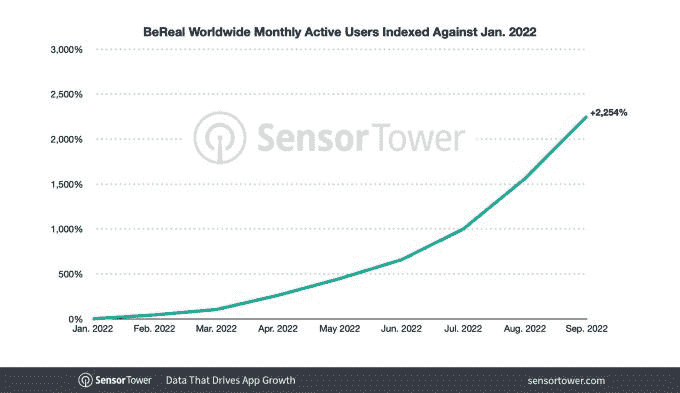 BeReal Worldwide Monthly Active Users Indexed Against Jan. 2022
3,000%
2,500%
+2,254%
2,000%
SensorTower
1,500%
1,000%
500%
0%
Jan. 2022 Feb. 2022 Mar. 2022 Apr. 2022 May 2022 Jun. 2022 Jul. 2022 Aug. 2022 Sep. 2022
SensorTower Data That Drives App Growth sensortower.com